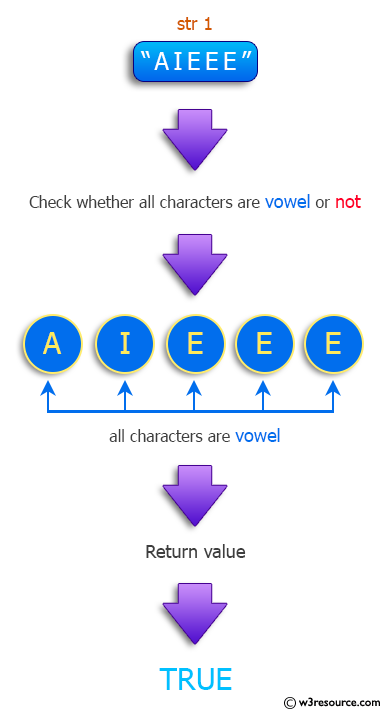 str 1
“AIEEE”
Check whether all characters are vowel or not
A I E E E
all characters are vowel
Return value
TRUE
© w3resource.com